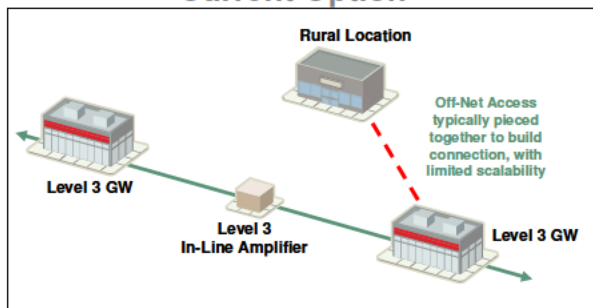 Rural Location
Off-Net Access
typically pieced
together to build
connection, with
limited scalability
Level 3 GW
Level 3
In-Line Amplifier
Level 3 GW